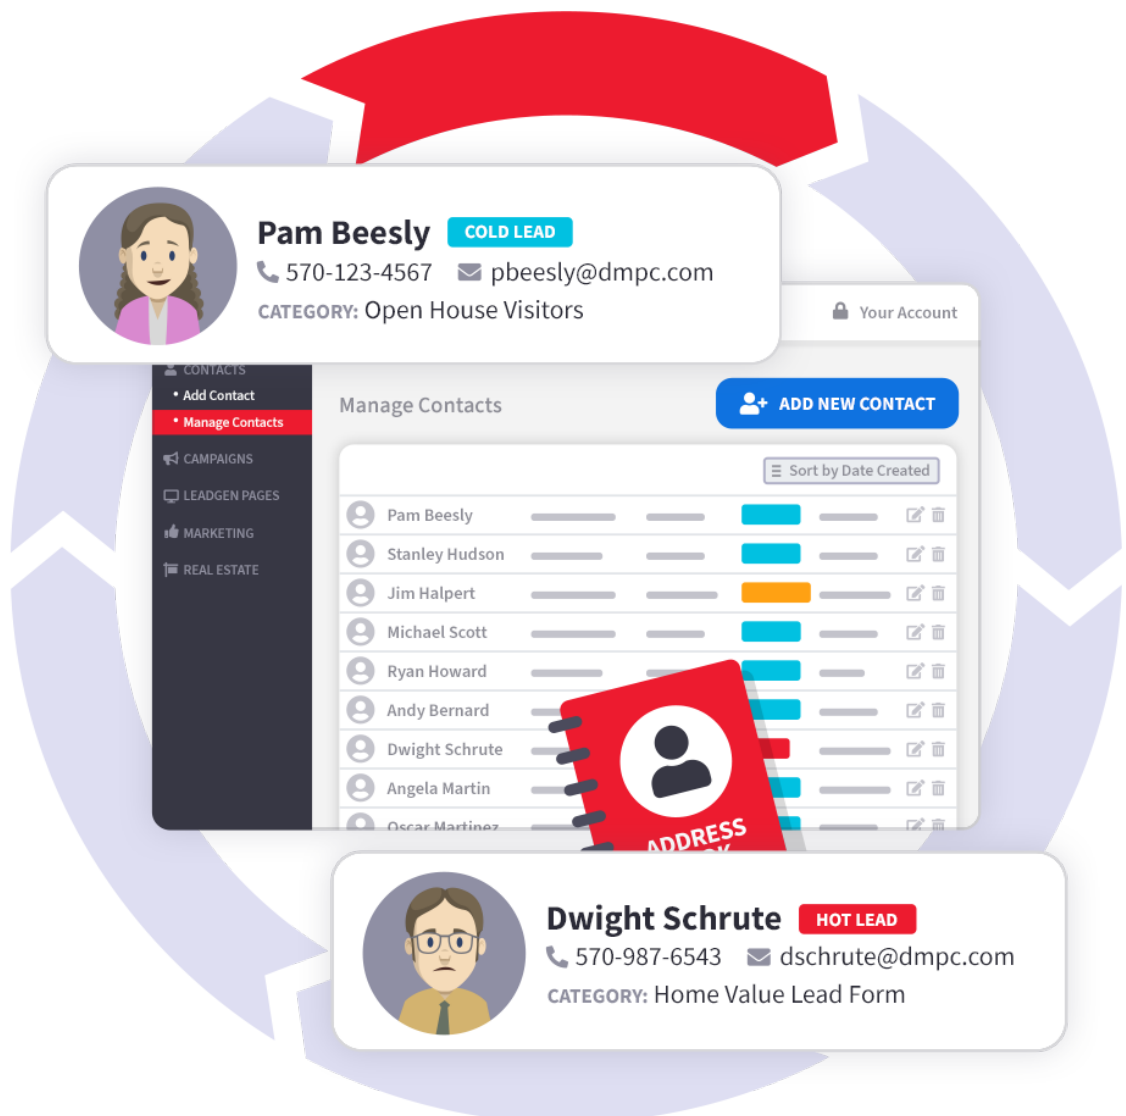 Pam Beesly COLD LEAD
570-123-4567 pbeesly@dmpc.com
CATEGORY: Open House Visitors
Your Account
CONTACTS
• Add Contact
• Manage Contacts
CAMPAIGNS
LEADGEN PAGES
MARKETING
REAL ESTATE
Manage Contacts
ADD NEW CONTACT
Sort by Date Created
Pam Beesly
Stanley Hudson
Jim Halpert
Michael Scott
Ryan Howard
Andy Bernard
Dwight Schrute
Angela Martin
Oscar Martinez
ADDRESS
Dwight Schrute HOT LEAD
570-987-6543 dschrute@dmpc.com
CATEGORY: Home Value Lead Form